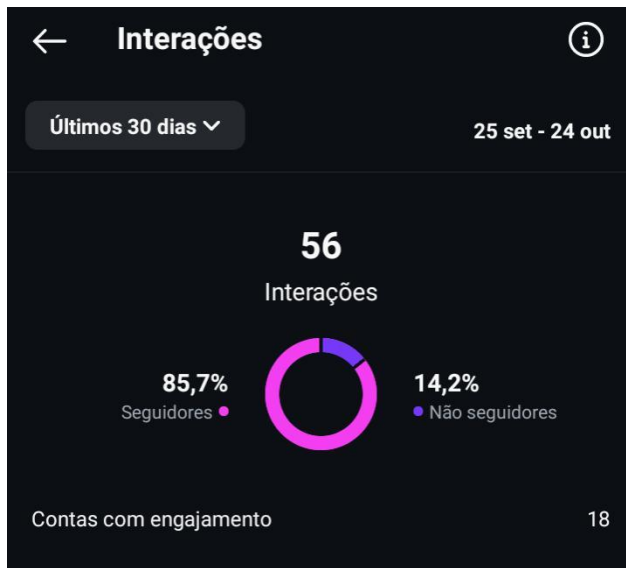 Interações
Últimos 30 dias
25 set - 24 out
56
Interações
85,7%
Seguidores
14,2%
Não seguidores
Contas com engajamento
18